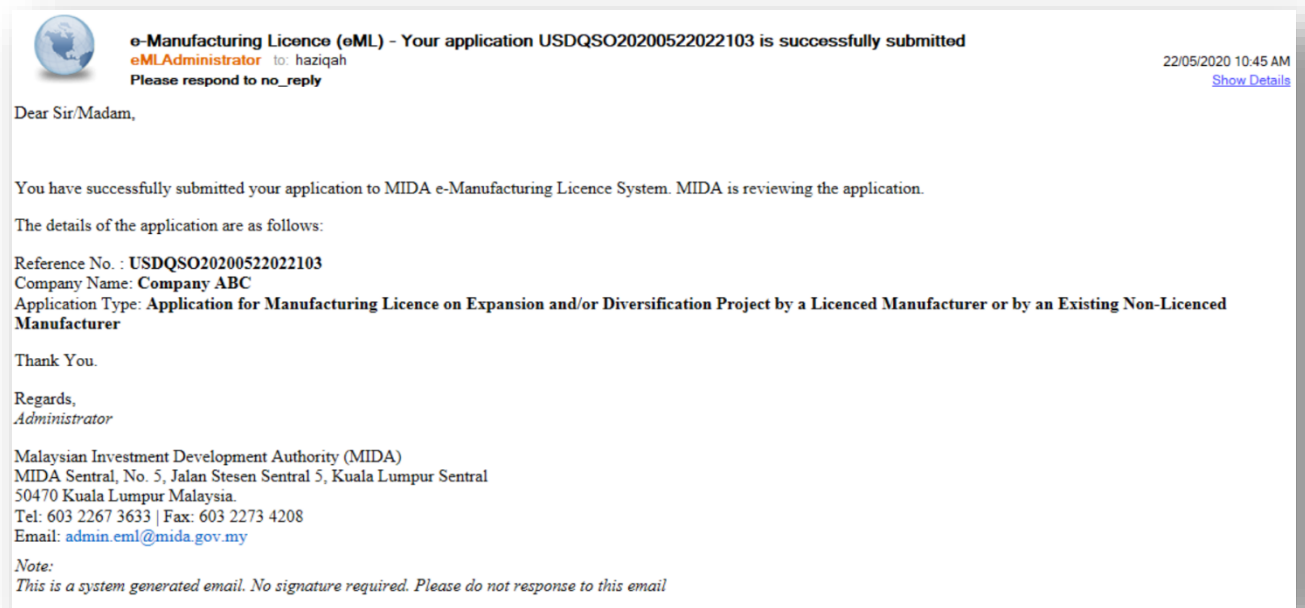 e-Manufacturing Licence (eML) - Your application USDQSO20200522022103 is successfully submitted
eMLAdministrator to: haziqah
22/05/2020 10:45 AM
Please respond to no_reply
Show Details
Dear Sir/Madam,
You have successfully submitted your application to MIDA e-Manufacturing Licence System. MIDA is reviewing the application.
The details of the application are as follows:
Reference No. : USDQSO20200522022103
Company Name: Company ABC
Application Type: Application for Manufacturing Licence on Expansion and/or Diversification Project by a Licenced Manufacturer or by an Existing Non-Licenced
Manufacturer
Thank You.
Regards,
Administrator
Malaysian Investment Development Authority (MIDA)
MIDA Sentral, No. 5, Jalan Stesen Sentral 5, Kuala Lumpur Sentral
50470 Kuala Lumpur Malaysia.
Tel: 603 2267 3633 | Fax: 603 2273 4208
Email: admin.eml@mida.gov.my
Note:
This is a system generated email. No signature required. Please do not response to this email